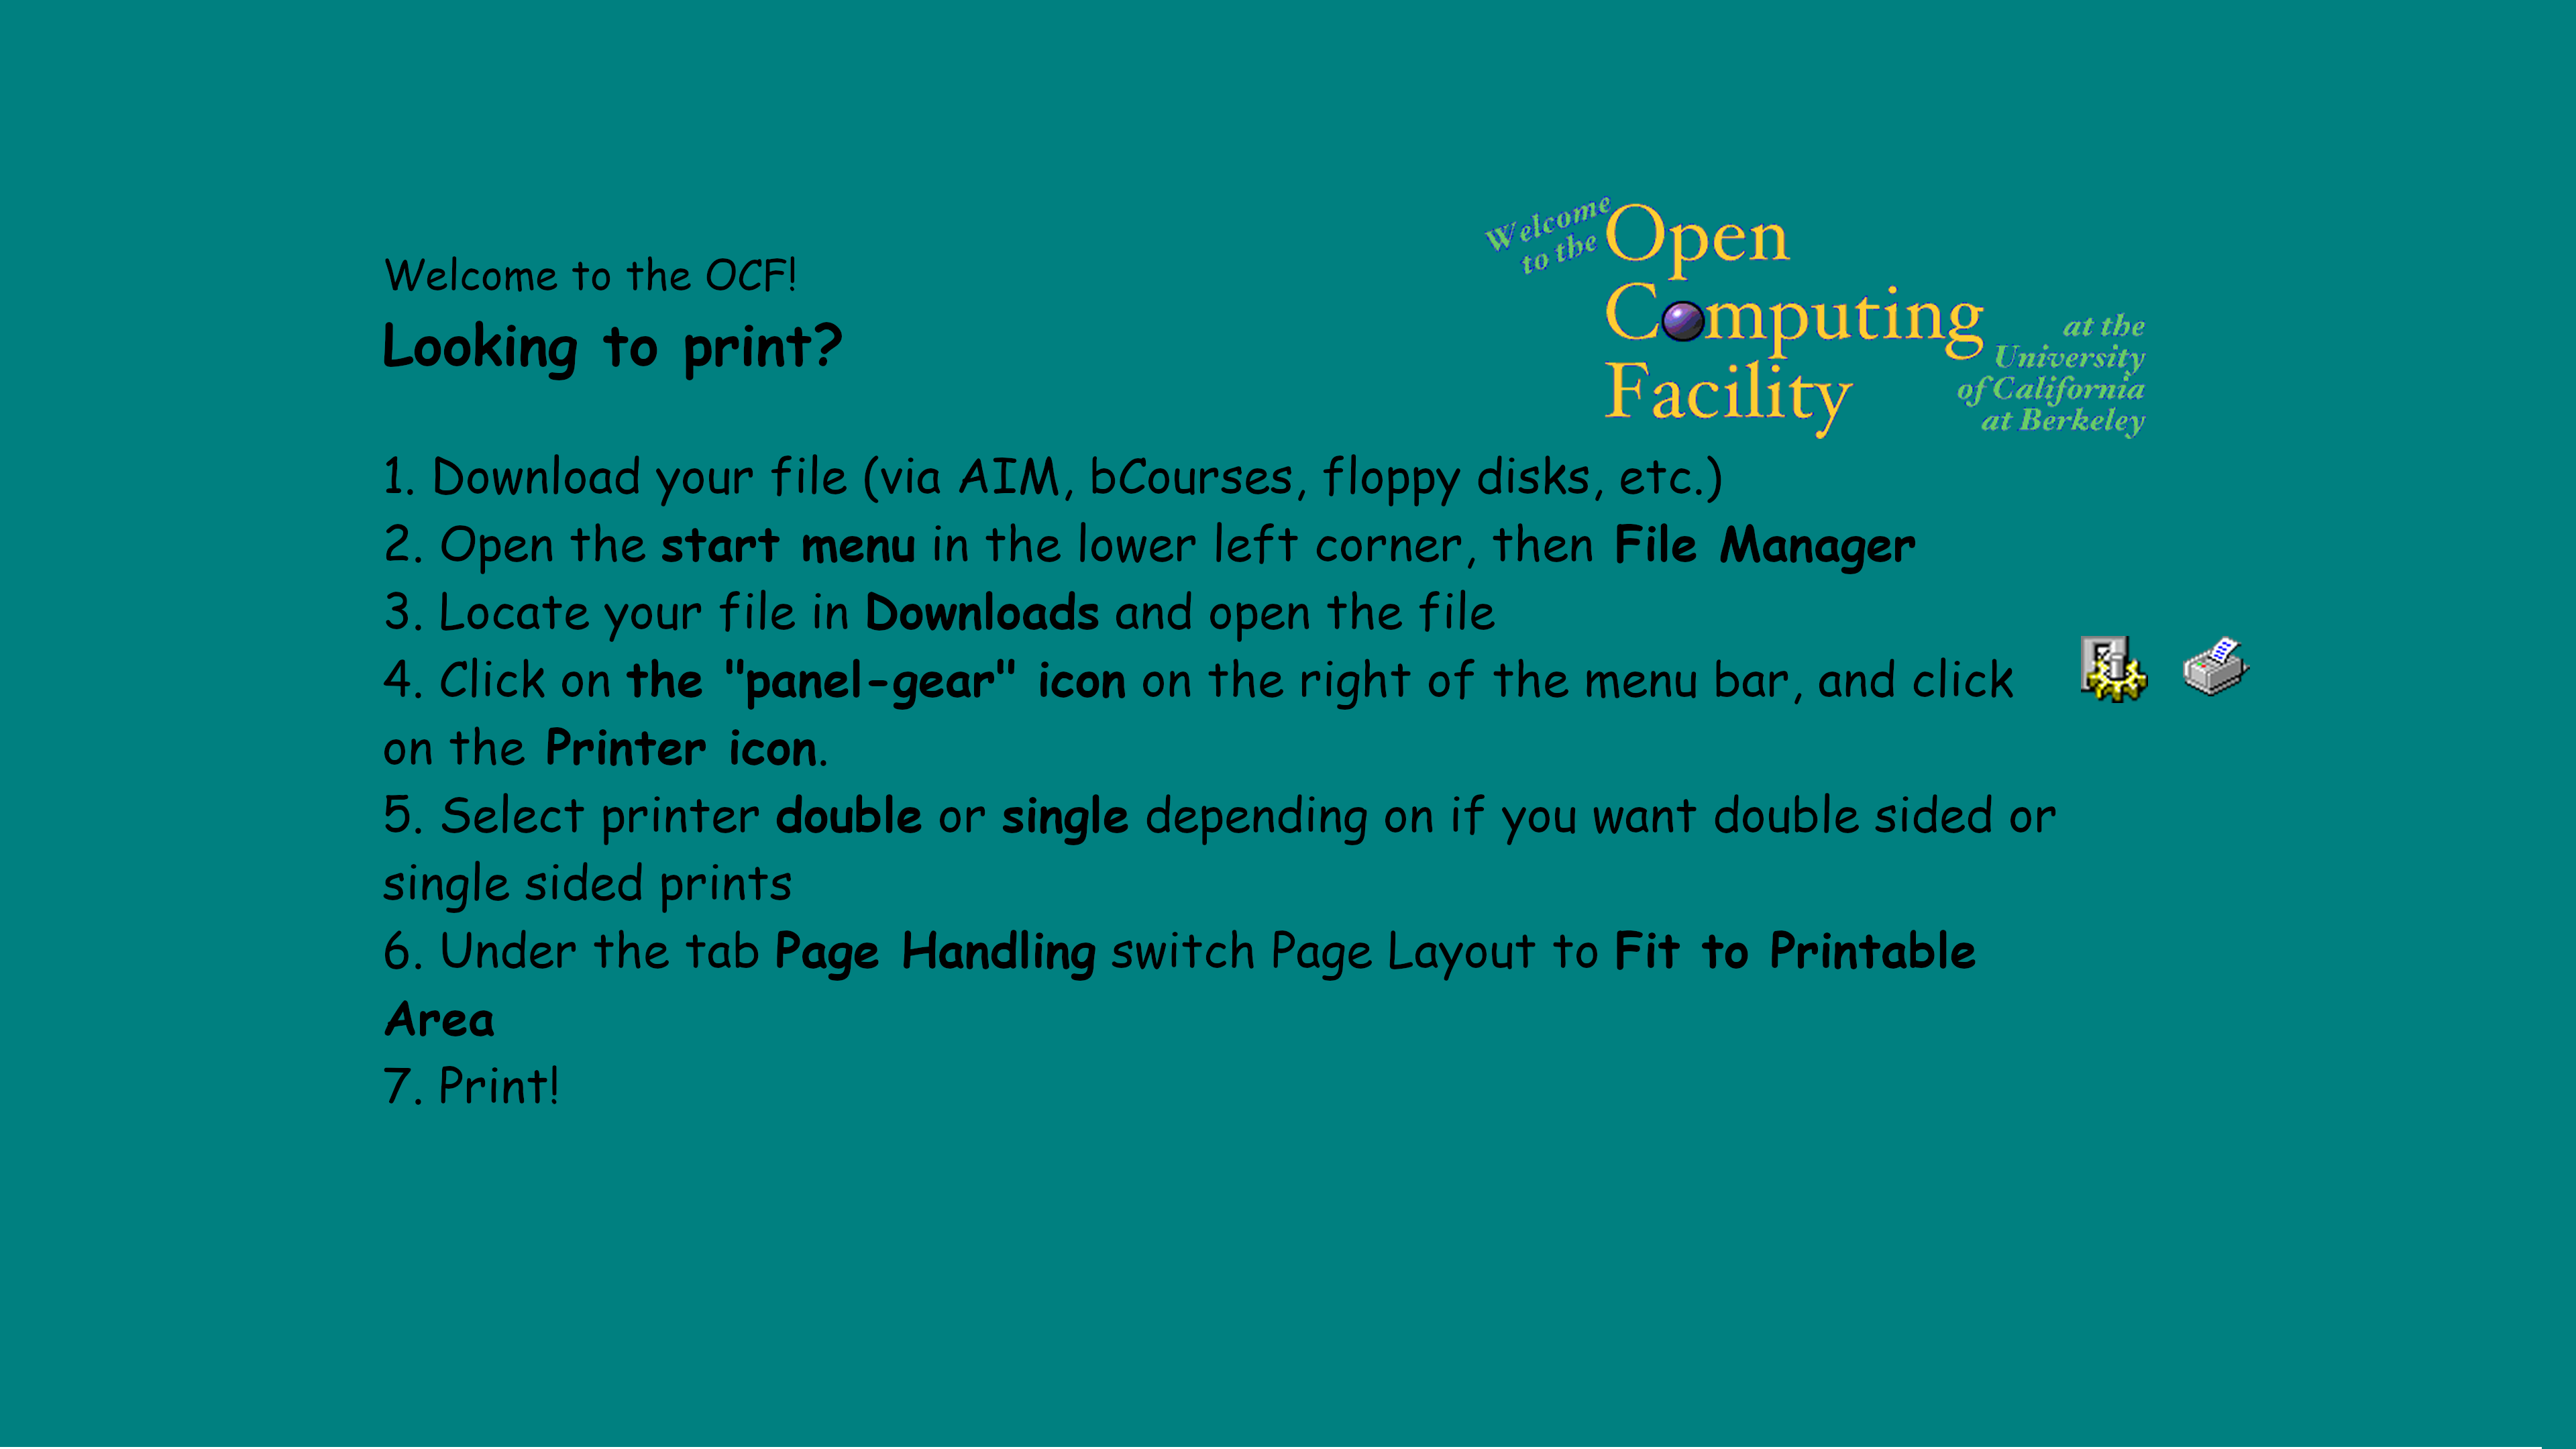 Welcome to the OCF!
Looking to print?
Welcome
to the
Open
Computing
Facility
at the
University
of California
at Berkeley
1. Download your file (via AIM, bCourses, floppy disks, etc.)
2. Open the start menu in the lower left corner, then File Manager
3. Locate your file in Downloads and open the file
4. Click on the "panel-gear" icon on the right of the menu bar, and click
on the Printer icon.
5. Select printer double or single depending on if you want double sided or
single sided prints
6. Under the tab Page Handling switch Page Layout to Fit to Printable
Area
7. Print!